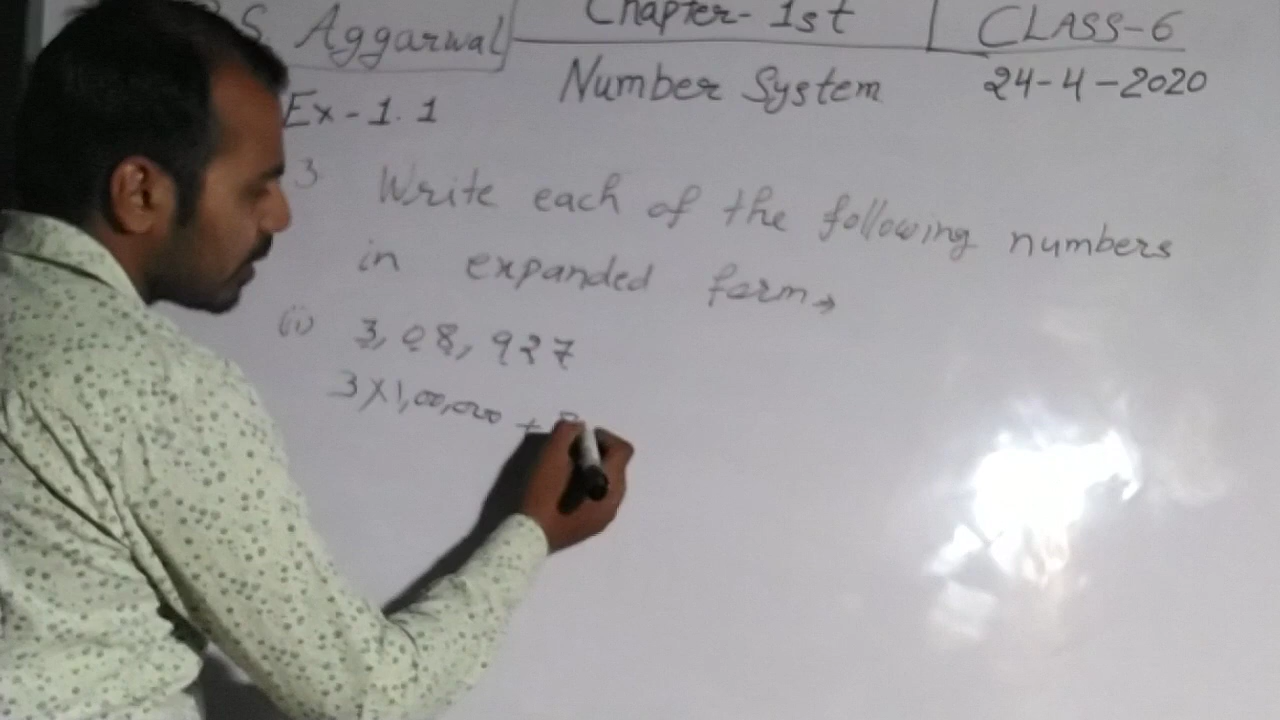 S. Aggarwal Chapter- 1st CLASS-6
Number System 24-4-2020
Ex-1.1
3 Write each of the following numbers
in expanded form→
(ii) 3,08,927
3×1,00,000 +